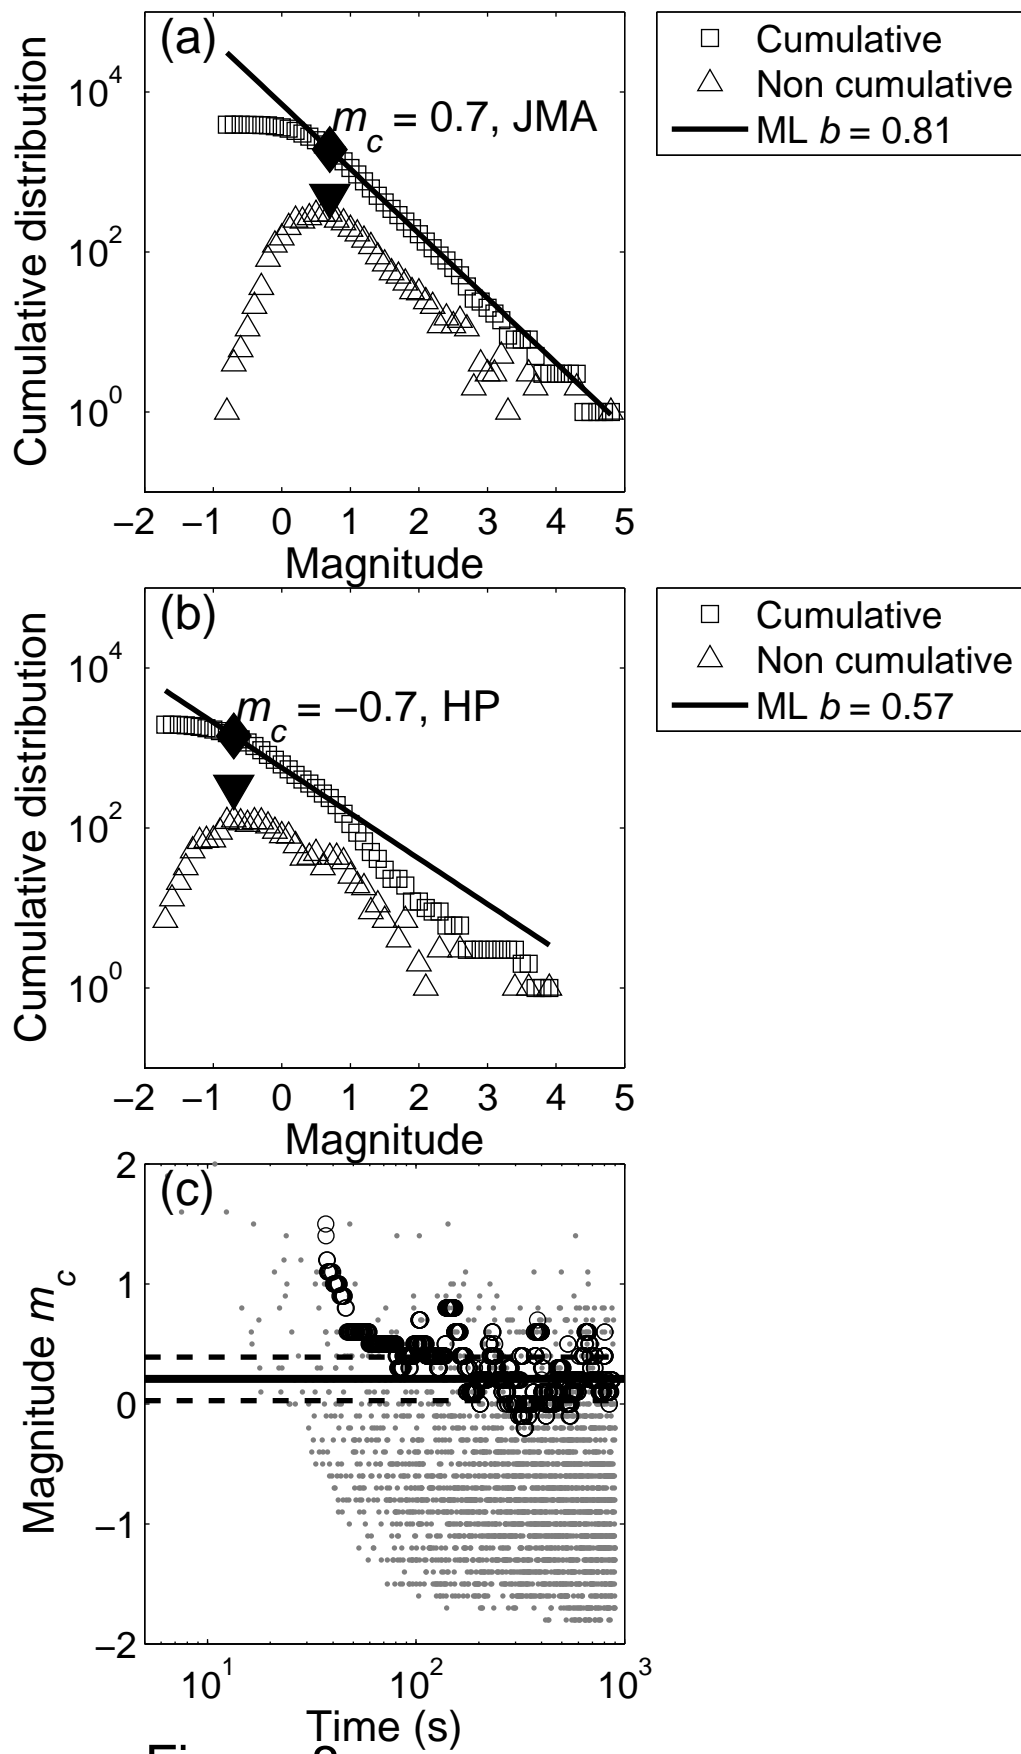 (a)
m_c = 0.7, JMA
Cumulative
Non cumulative
ML b = 0.81
Cumulative distribution
10^4
10^2
10^0
−2 −1 0 1 2 3 4 5
Magnitude
(b)
m_c = −0.7, HP
Cumulative
Non cumulative
ML b = 0.57
Cumulative distribution
10^4
10^2
10^0
−2 −1 0 1 2 3 4 5
Magnitude
(c)
Magnitude m_c
2
1
0
−1
−2
10^1 10^2 10^3
Time (s)